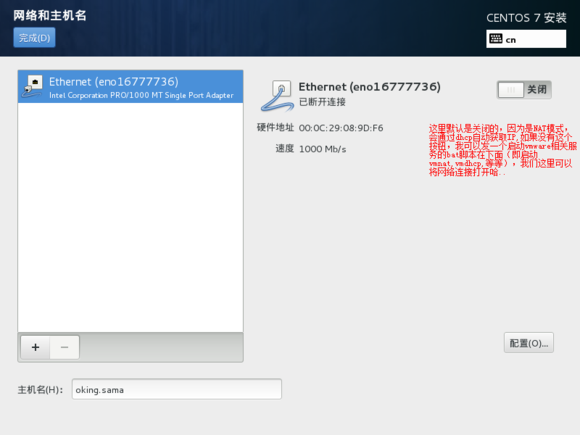 网络和主机名
CENTOS 7 安装
完成(D)
cn
Ethernet (eno16777736)
Intel Corporation PRO/1000 MT Single Port Adapter
Ethernet (eno16777736)
已断开连接
关闭
硬件地址 00:0C:29:08:9D:F6
速度 1000 Mb/s
这里默认是关闭的，因为是NAT模式，
会通过dhcp自动获取IP,如果没有这个
按钮，我可以发一个启动vmware相关服
务的bat脚本在下面（即启动
vmnat,vmdhcp,等等），我们这里可以
将网络连接打开哈..
+
−
配置(O)...
主机名(H)： oking.sama